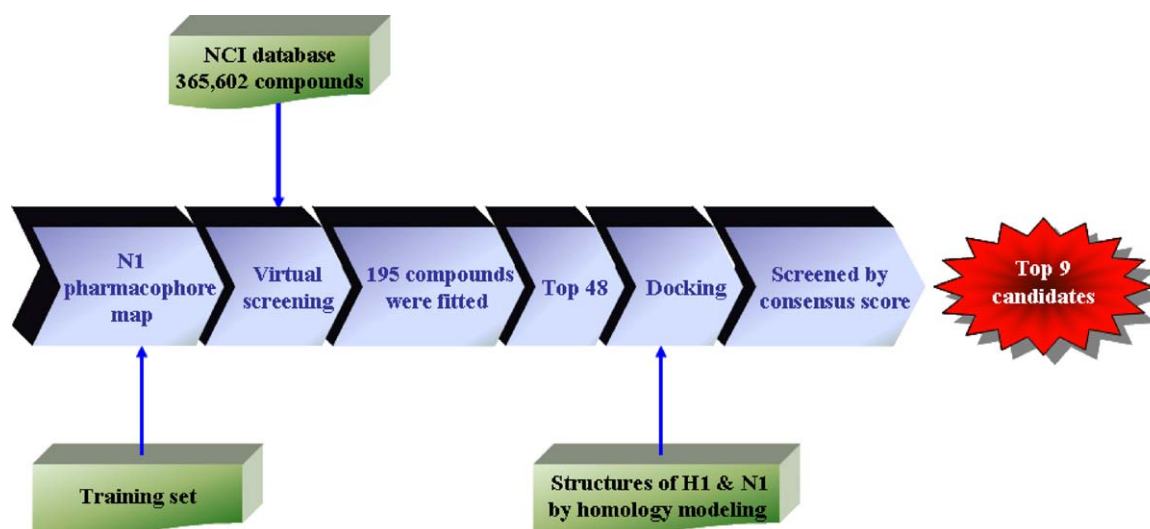 NCI database
365,602 compounds
N1
pharmacophore
map
Virtual
screening
195 compounds
were fitted
Top 48
Docking
Screened by
consensus score
Top 9
candidates
Training set
Structures of H1 & N1
by homology modeling